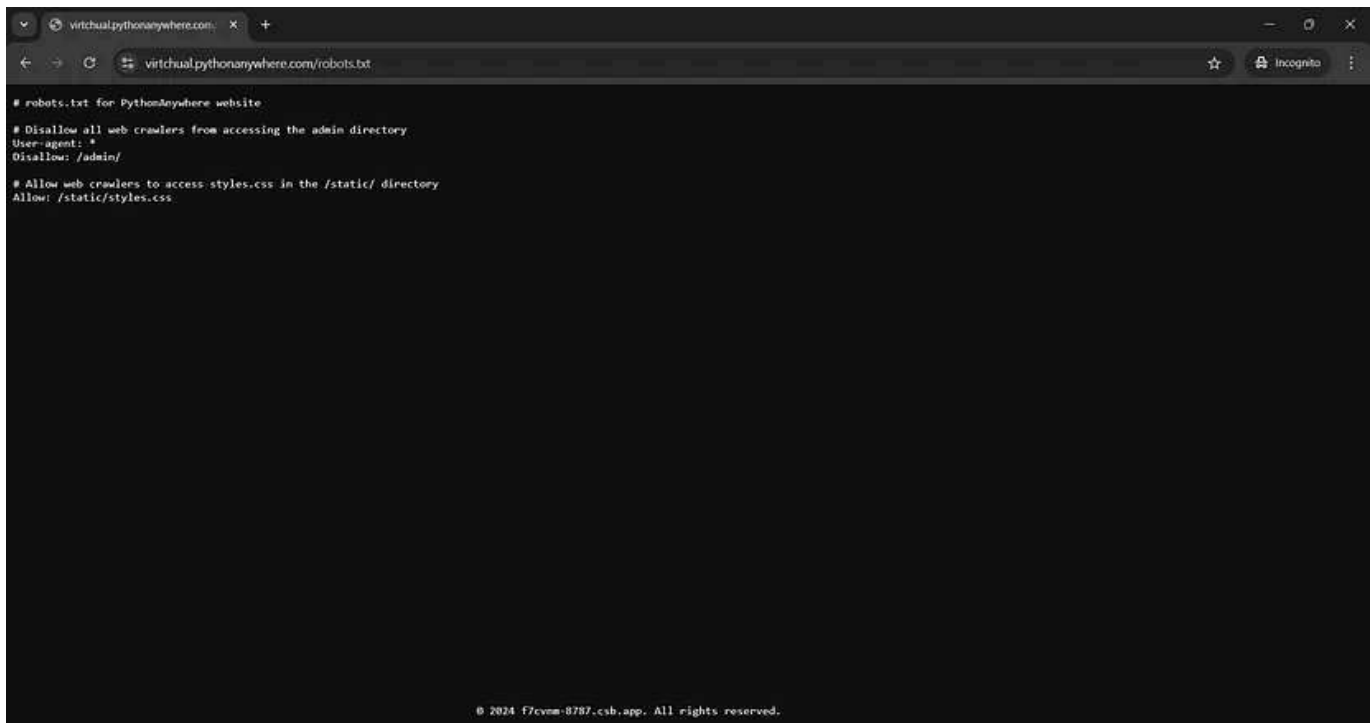 virtchual.pythonanywhere.com/
virtchual.pythonanywhere.com/robots.txt
Incognito
# robots.txt for PythonAnywhere website
# Disallow all web crawlers from accessing the admin directory
User-agent: *
Disallow: /admin/
# Allow web crawlers to access styles.css in the /static/ directory
Allow: /static/styles.css
© 2024 f7cvnm-8787.csb.app. All rights reserved.